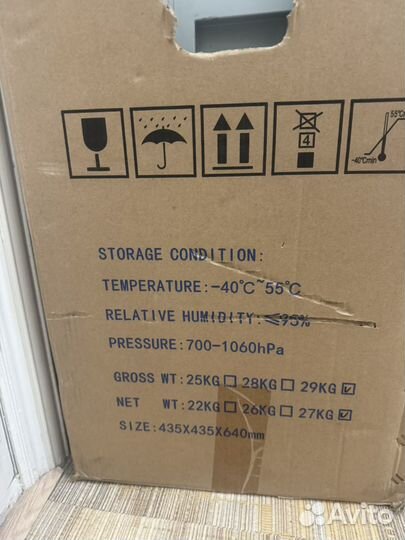 4
55℃
-40℃min
STORAGE CONDITION:
TEMPERATURE:-40℃~55℃
RELATIVE HUMIDITY:≤95%
PRESSURE:700-1060hPa
GROSS WT:25KG☐ 28KG☐ 29KG☑
NET WT:22KG☐ 26KG☐ 27KG☑
SIZE:435X435X640mm
Avito